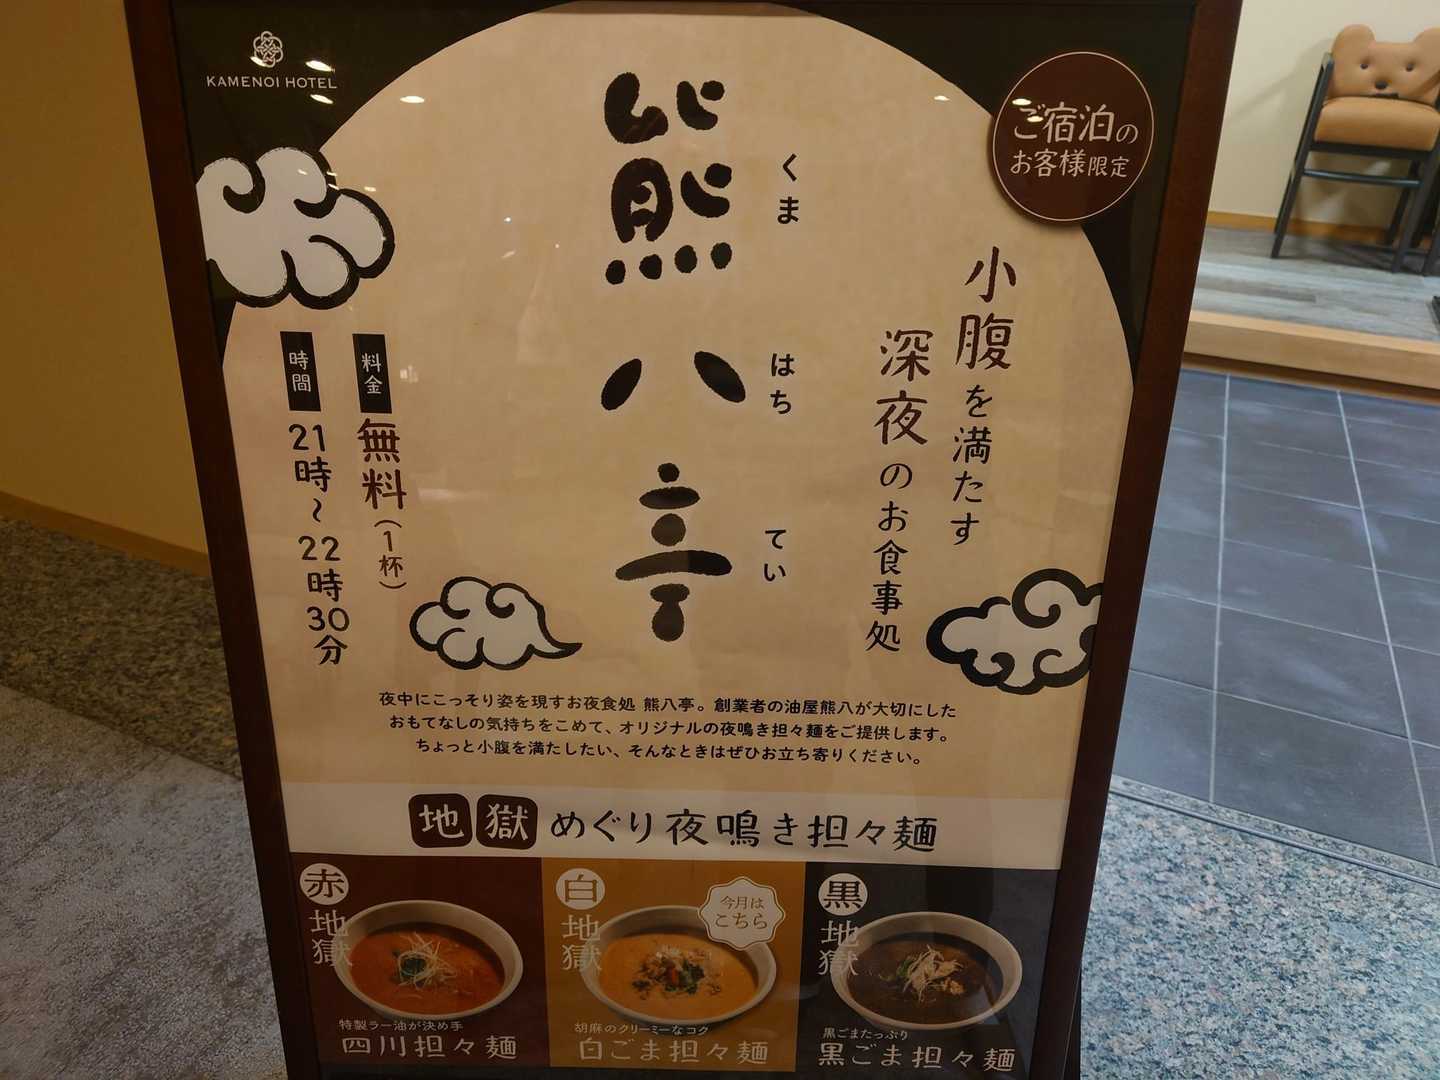 KAMENOI HOTEL
ご宿泊の
お客様限定
小腹を満たす
深夜のお食事処
くま
はち
てい
熊八亭
料金
無料(1杯)
時間
21時~22時30分
夜中にこっそり姿を現すお夜食処 熊八亭。創業者の油屋熊八が大切にした
おもてなしの気持ちをこめて、オリジナルの夜鳴き担々麺をご提供します。
ちょっと小腹を満たしたい、そんなときはぜひお立ち寄りください。
地獄めぐり夜鳴き担々麺
赤地獄
特製ラー油が決め手
四川担々麺
白地獄
今月は
こちら
胡麻のクリーミーなコク
白ごま担々麺
黒地獄
黒ごまたっぷり
黒ごま担々麺